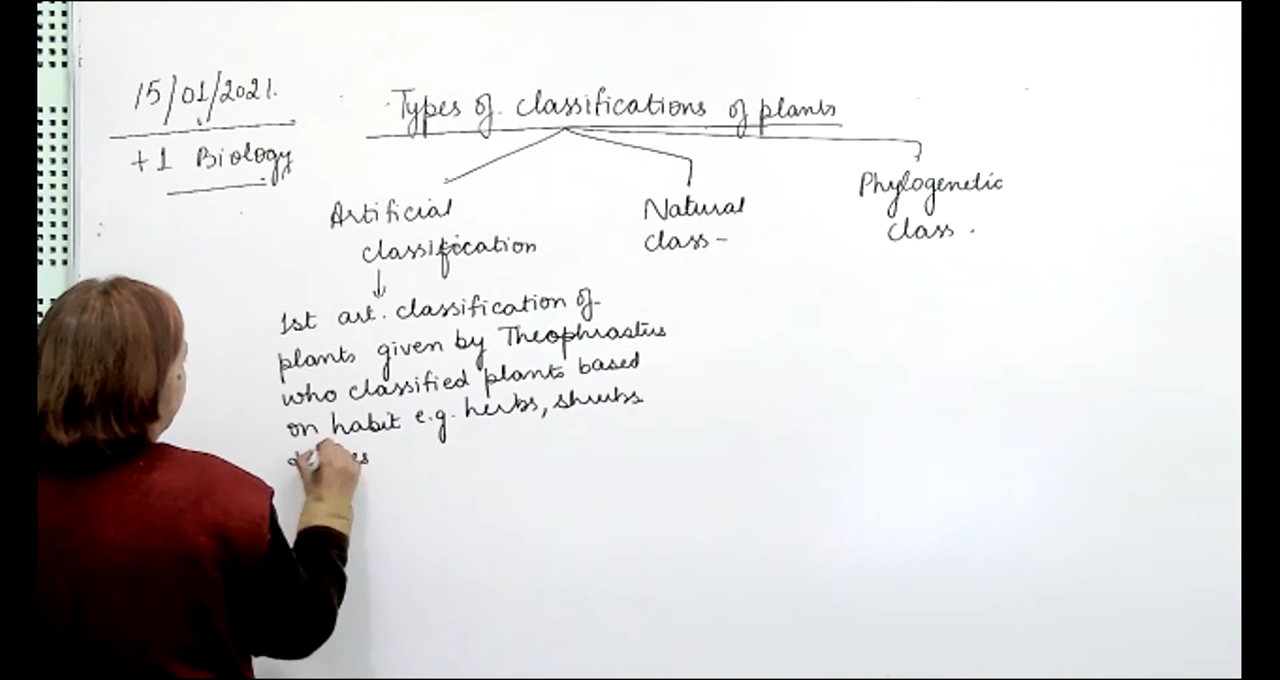 15/01/2021.
+1 Biology
Types of classifications of plants
Artificial
classification
Natural
class-
Phylogenetic
class.
1st art. classification of
plants given by Theophrastus
who classified plants based
on habit e.g. herbs, shrubs